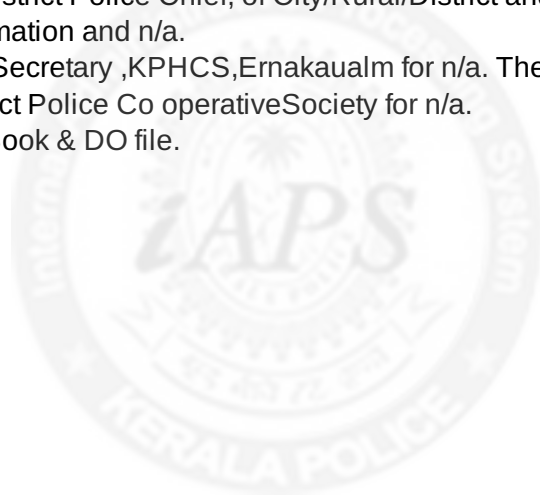 istrict Police Chief, of City/Rural/District and
mation and n/a.
Secretary ,KPHCS,Ernakaualm for n/a. The
ct Police Co operativeSociety for n/a.
ook & DO file.
iAPS
KERALA POLICE